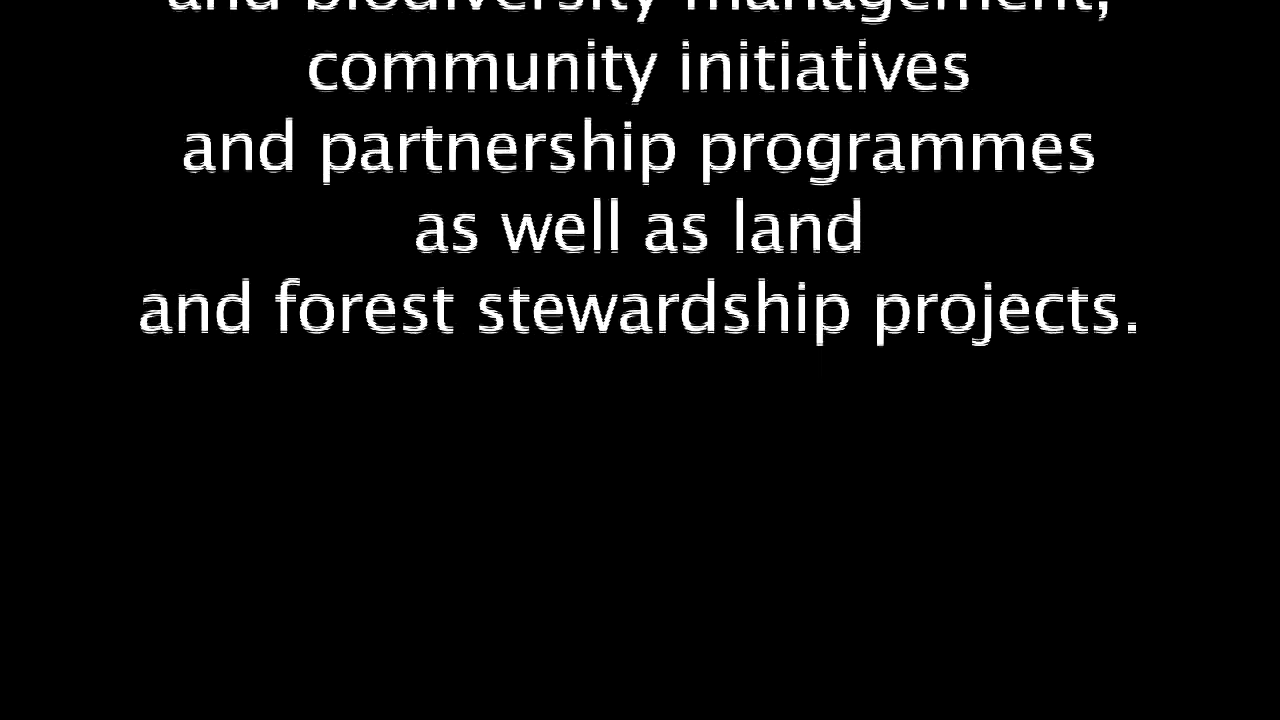 and biodiversity management,
community initiatives
and partnership programmes
as well as land
and forest stewardship projects.